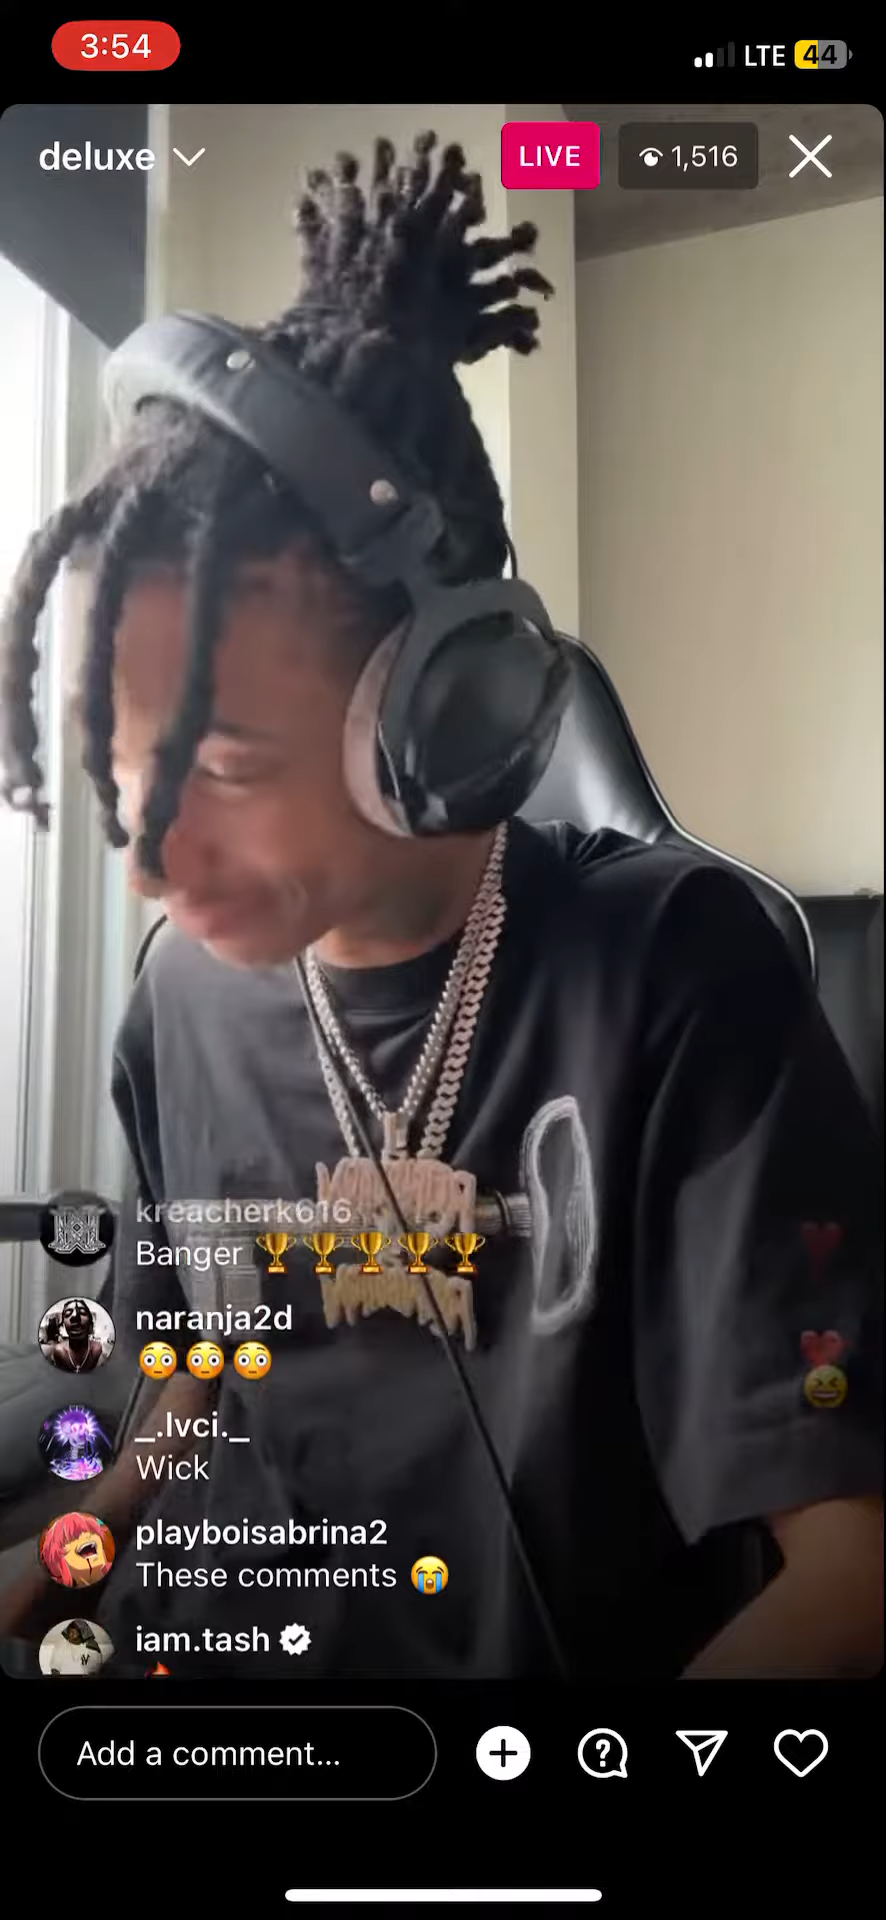 3:54
LTE 44
deluxe
LIVE
1,516
kreacherk616
Banger 🏆🏆🏆🏆🏆
naranja2d
😳😳😳
_.lvci._
Wick
playboisabrina2
These comments 😭
iam.tash
Add a comment...